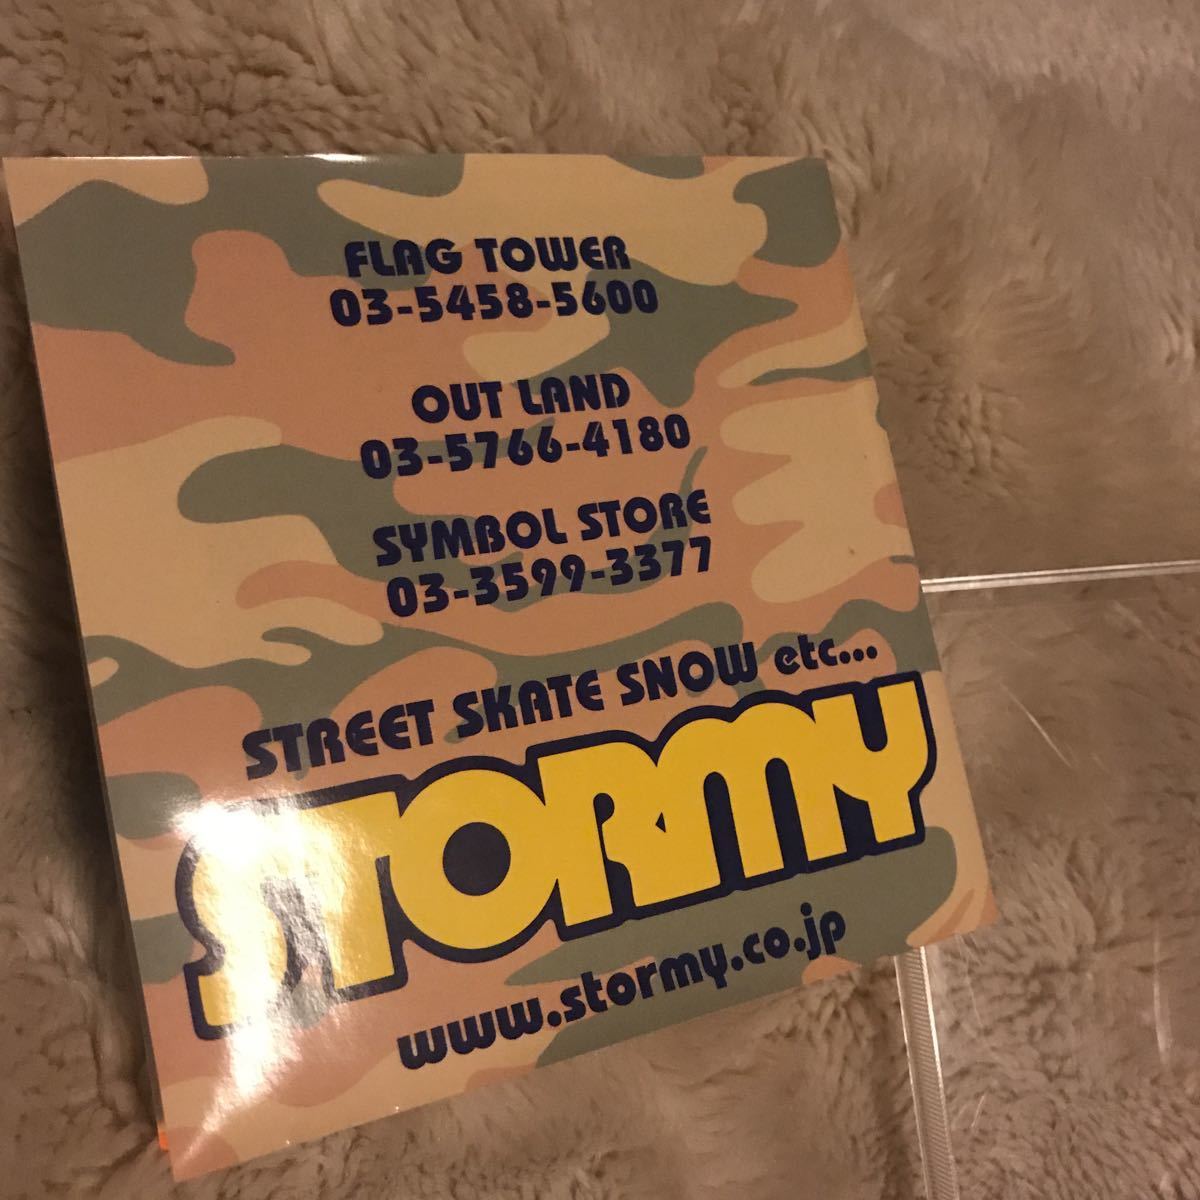 FLAG TOWER
03-5458-5600
OUT LAND
03-5766-4180
SYMBOL STORE
03-3599-3377
STREET SKATE SNOW etc...
STORMY
www.stormy.co.jp